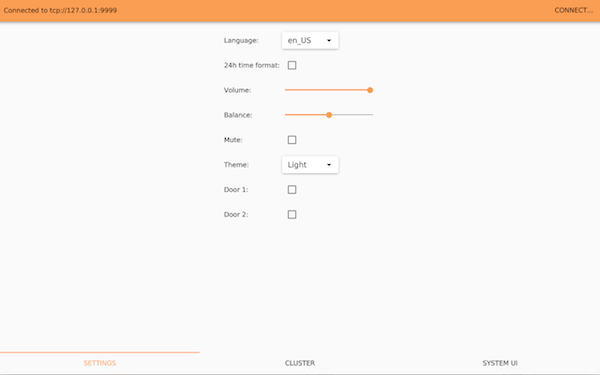 Connected to tcp://127.0.0.1:9999 CONNECT...
Language: en_US
24h time format:
Volume:
Balance:
Mute:
Theme: Light
Door 1:
Door 2:
SETTINGS CLUSTER SYSTEM UI